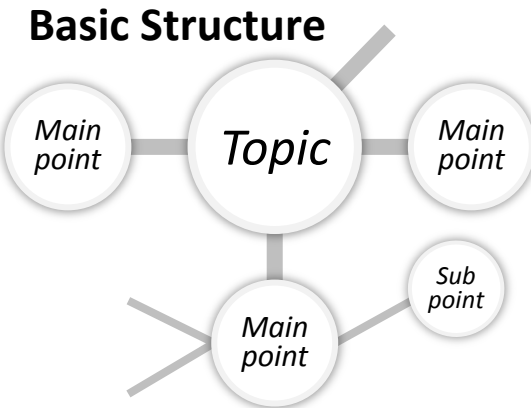 Basic Structure
Main
point
Topic
Main
point
Main
point
Sub
point